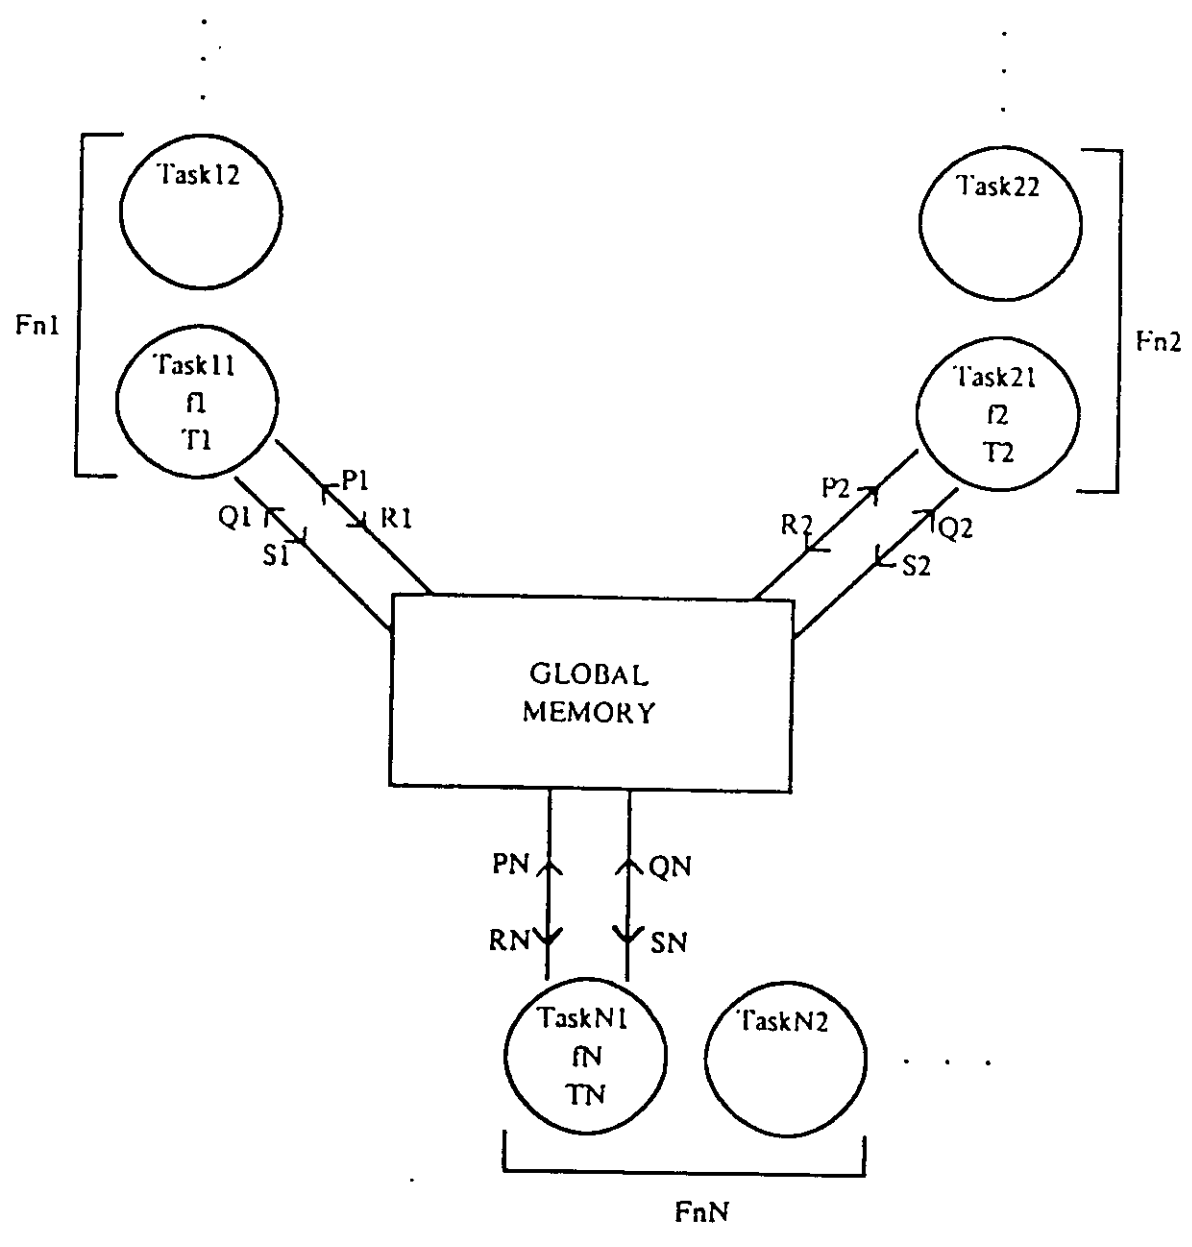 Task12
Task22
Fn1
Fn2
Task11
f1
T1
Task21
f2
T2
P1
Q1
R1
S1
P2
R2
Q2
S2
GLOBAL
MEMORY
PN
QN
RN
SN
TaskN1
fN
TN
TaskN2
FnN